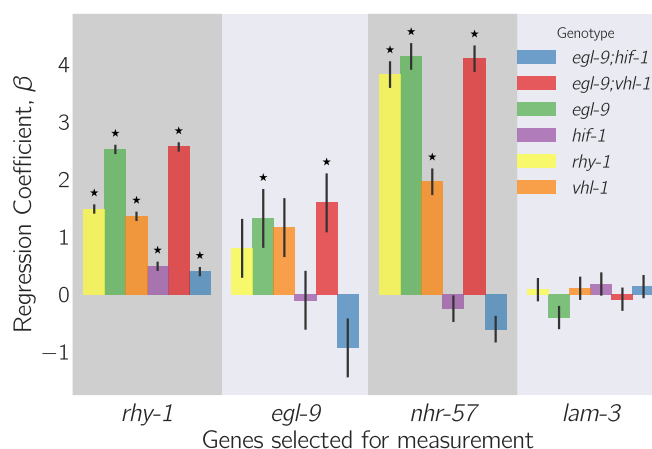 Regression Coefficient, β
4
3
2
1
0
−1
Genotype
egl-9;hif-1
egl-9;vhl-1
egl-9
hif-1
rhy-1
vhl-1
rhy-1 egl-9 nhr-57 lam-3
Genes selected for measurement